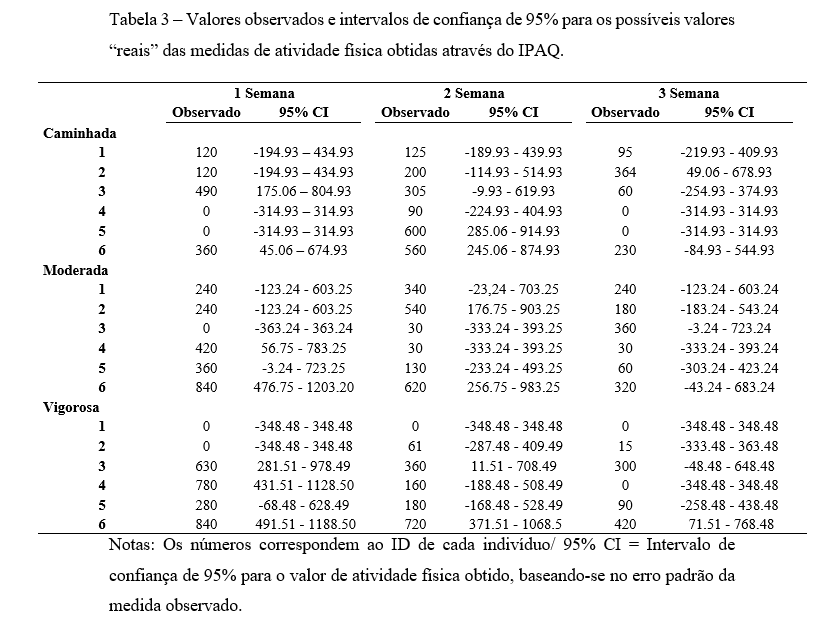 Tabela 3 – Valores observados e intervalos de confiança de 95% para os possíveis valores
“reais” das medidas de atividade física obtidas através do IPAQ.
1 Semana 2 Semana 3 Semana
Observado 95% CI Observado 95% CI Observado 95% CI
Caminhada
1 120 -194.93 – 434.93 125 -189.93 - 439.93 95 -219.93 - 409.93
2 120 -194.93 – 434.93 200 -114.93 - 514.93 364 49.06 - 678.93
3 490 175.06 – 804.93 305 -9.93 - 619.93 60 -254.93 - 374.93
4 0 -314.93 – 314.93 90 -224.93 - 404.93 0 -314.93 - 314.93
5 0 -314.93 – 314.93 600 285.06 - 914.93 0 -314.93 - 314.93
6 360 45.06 – 674.93 560 245.06 - 874.93 230 -84.93 - 544.93
Moderada
1 240 -123.24 - 603.25 340 -23,24 - 703.25 240 -123.24 - 603.24
2 240 -123.24 - 603.25 540 176.75 - 903.25 180 -183.24 - 543.24
3 0 -363.24 - 363.24 30 -333.24 - 393.25 360 -3.24 - 723.24
4 420 56.75 - 783.25 30 -333.24 - 393.25 30 -333.24 - 393.24
5 360 -3.24 - 723.25 130 -233.24 - 493.25 60 -303.24 - 423.24
6 840 476.75 - 1203.20 620 256.75 - 983.25 320 -43.24 - 683.24
Vigorosa
1 0 -348.48 - 348.48 0 -348.48 - 348.48 0 -348.48 - 348.48
2 0 -348.48 - 348.48 61 -287.48 - 409.49 15 -333.48 - 363.48
3 630 281.51 - 978.49 360 11.51 - 708.49 300 -48.48 - 648.48
4 780 431.51 - 1128.50 160 -188.48 - 508.49 0 -348.48 - 348.48
5 280 -68.48 - 628.49 180 -168.48 - 528.49 90 -258.48 - 438.48
6 840 491.51 - 1188.50 720 371.51 - 1068.5 420 71.51 - 768.48
Notas: Os números correspondem ao ID de cada indivíduo/ 95% CI = Intervalo de
confiança de 95% para o valor de atividade física obtido, baseando-se no erro padrão da
medida observado.